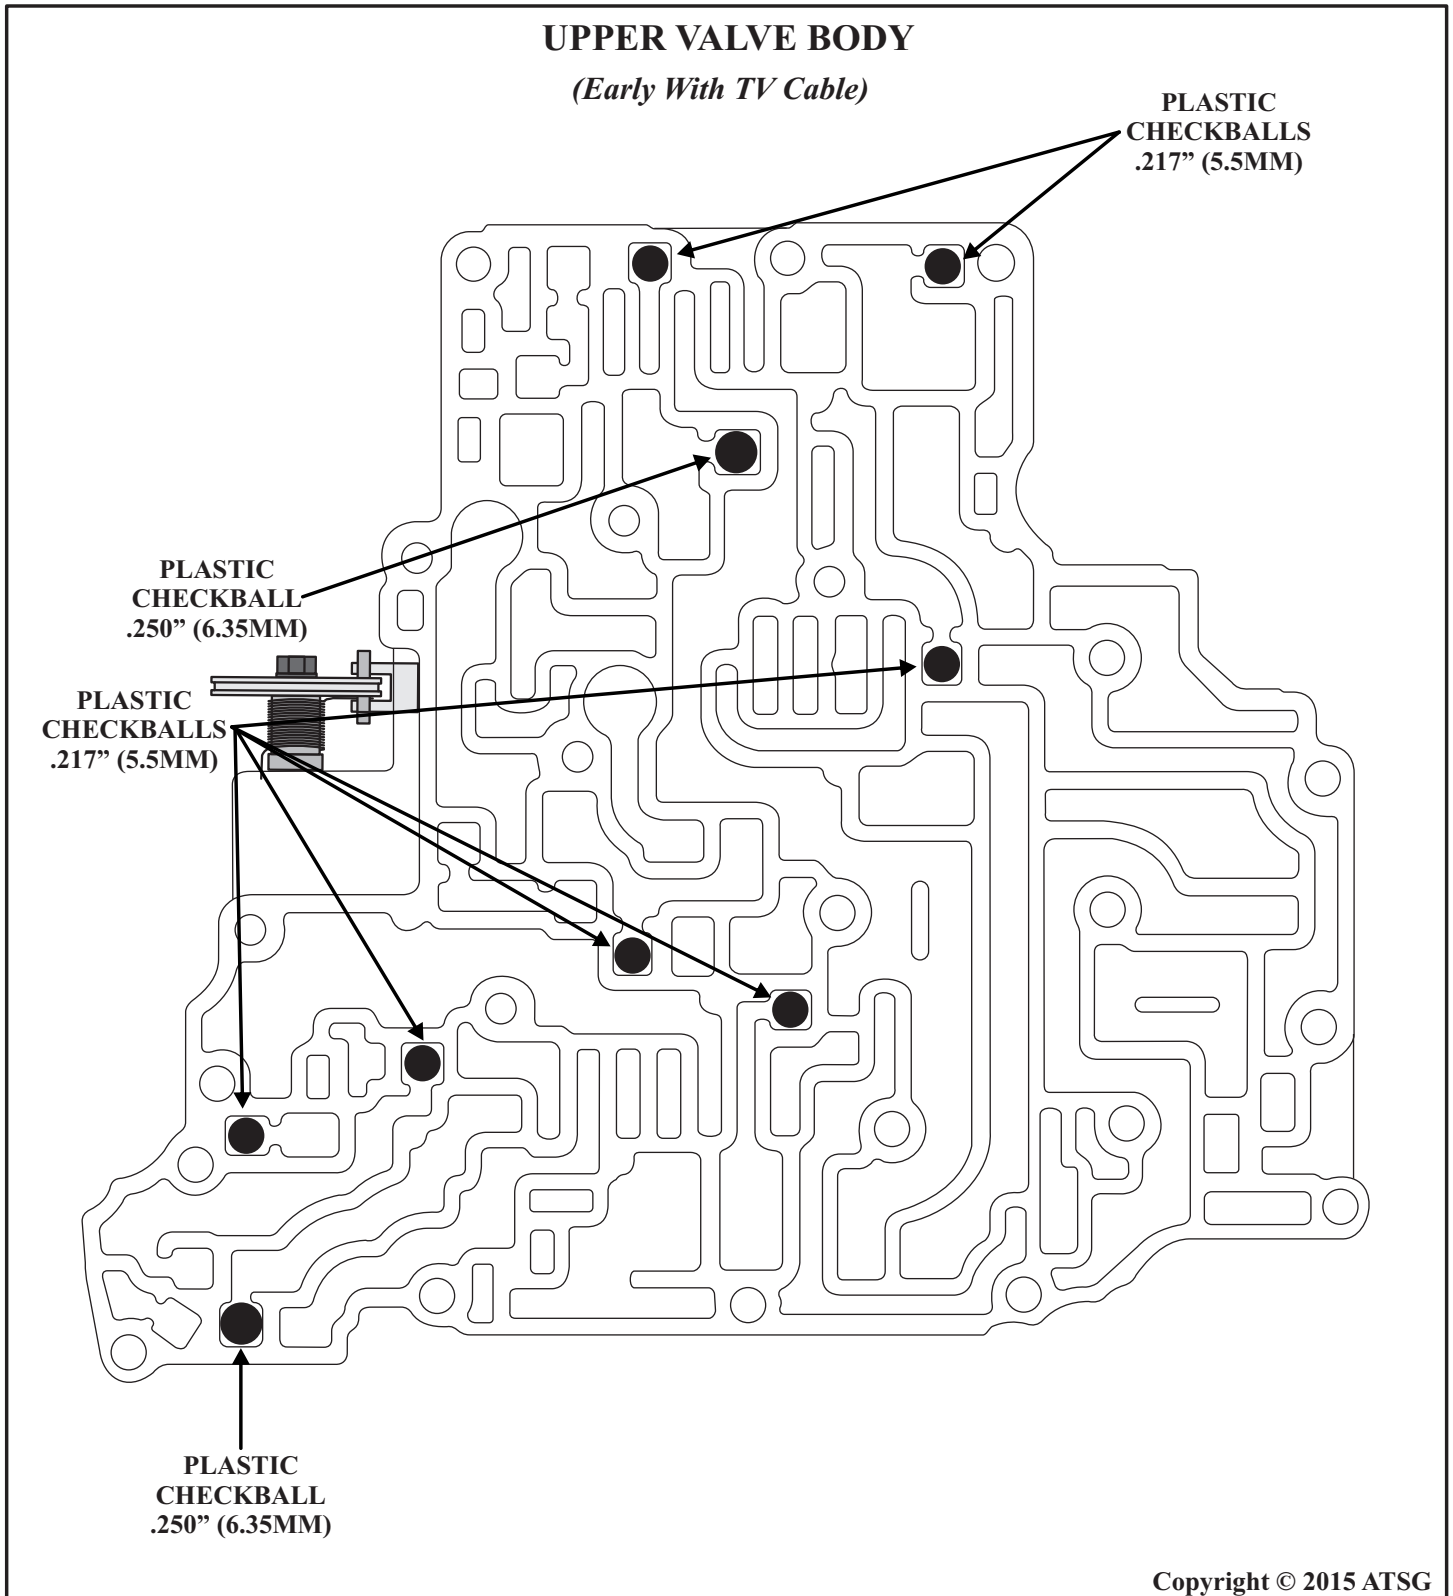 UPPER VALVE BODY
(Early With TV Cable)
PLASTIC
CHECKBALLS
.217” (5.5MM)
PLASTIC
CHECKBALL
.250” (6.35MM)
PLASTIC
CHECKBALLS
.217” (5.5MM)
PLASTIC
CHECKBALL
.250” (6.35MM)
Copyright © 2015 ATSG